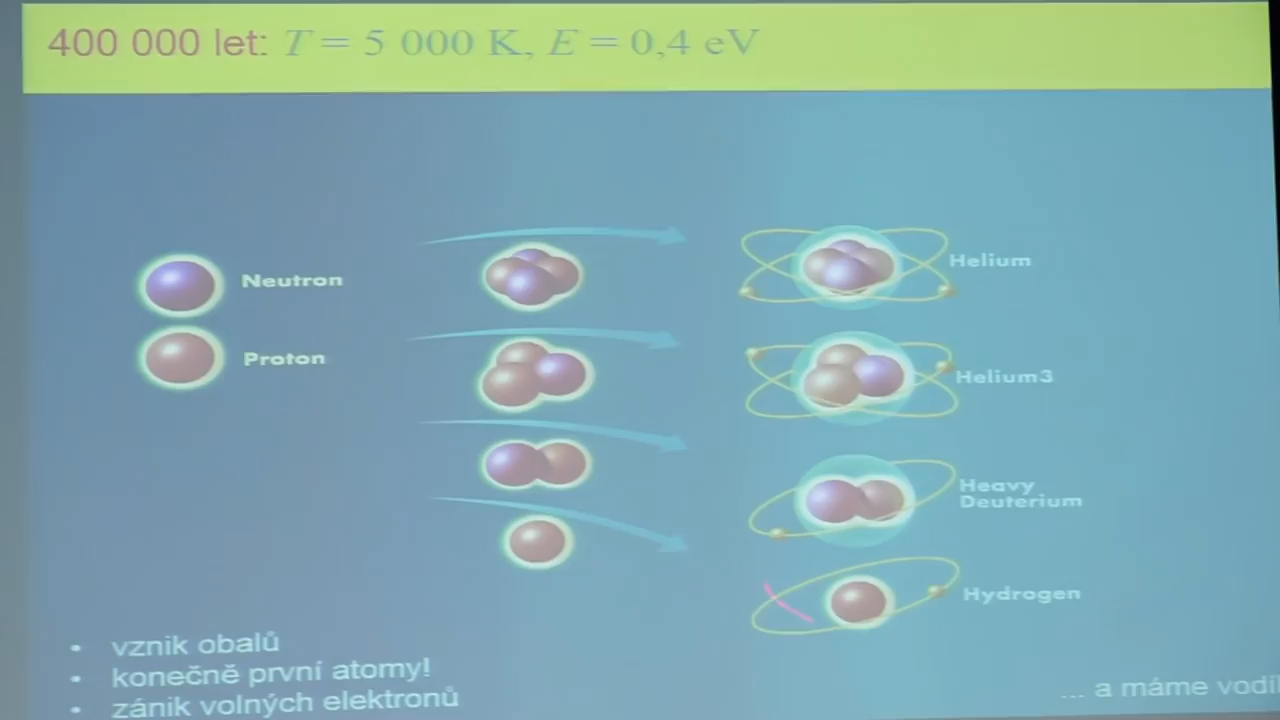 400 000 let: T = 5 000 K, E = 0,4 eV
Neutron
Proton
Helium
Helium3
Heavy
Deuterium
Hydrogen
• vznik obalů
• konečně první atomy!
• zánik volných elektronů
... a máme